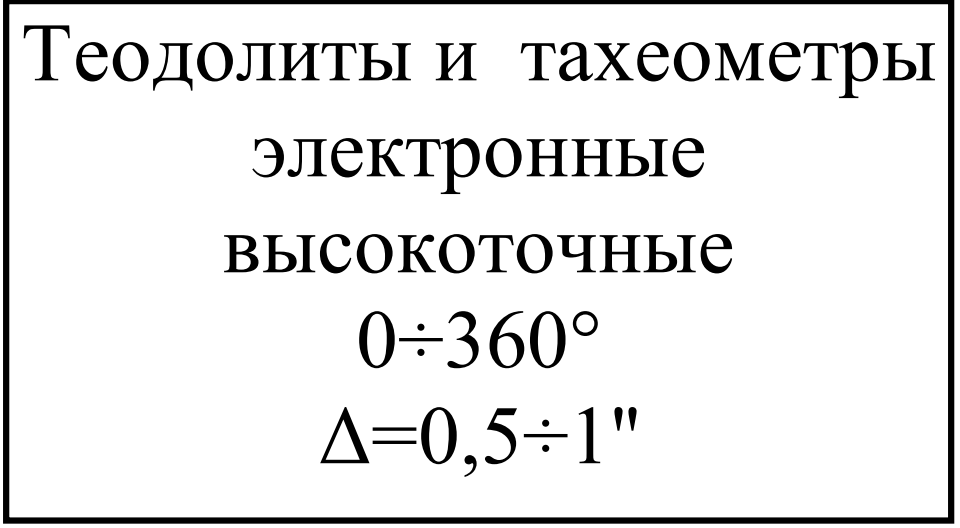 Теодолиты и тахеометры
электронные
высокоточные
0÷360°
Δ=0,5÷1"